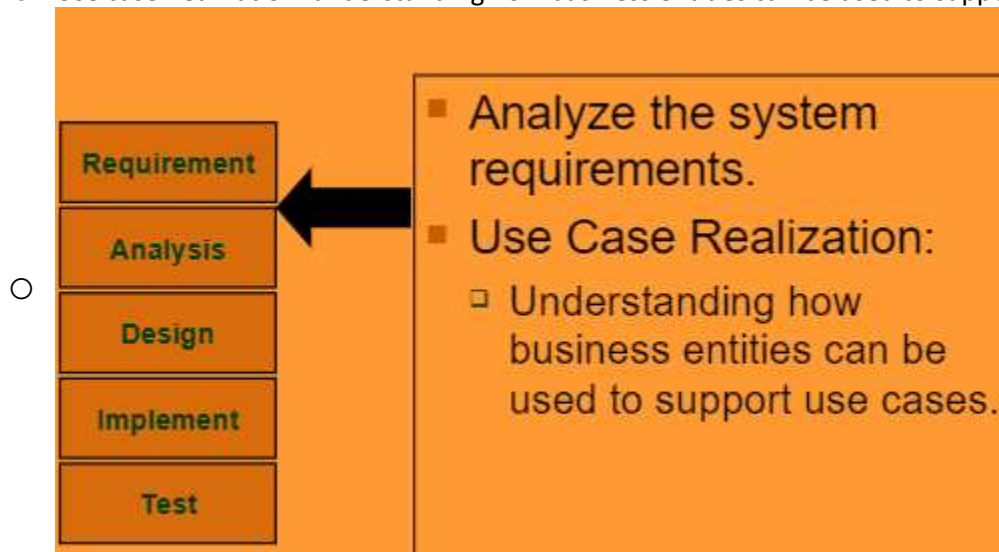 Requirement
Analysis
Design
Implement
Test
Analyze the system
requirements.
Use Case Realization:
Understanding how
business entities can be
used to support use cases.